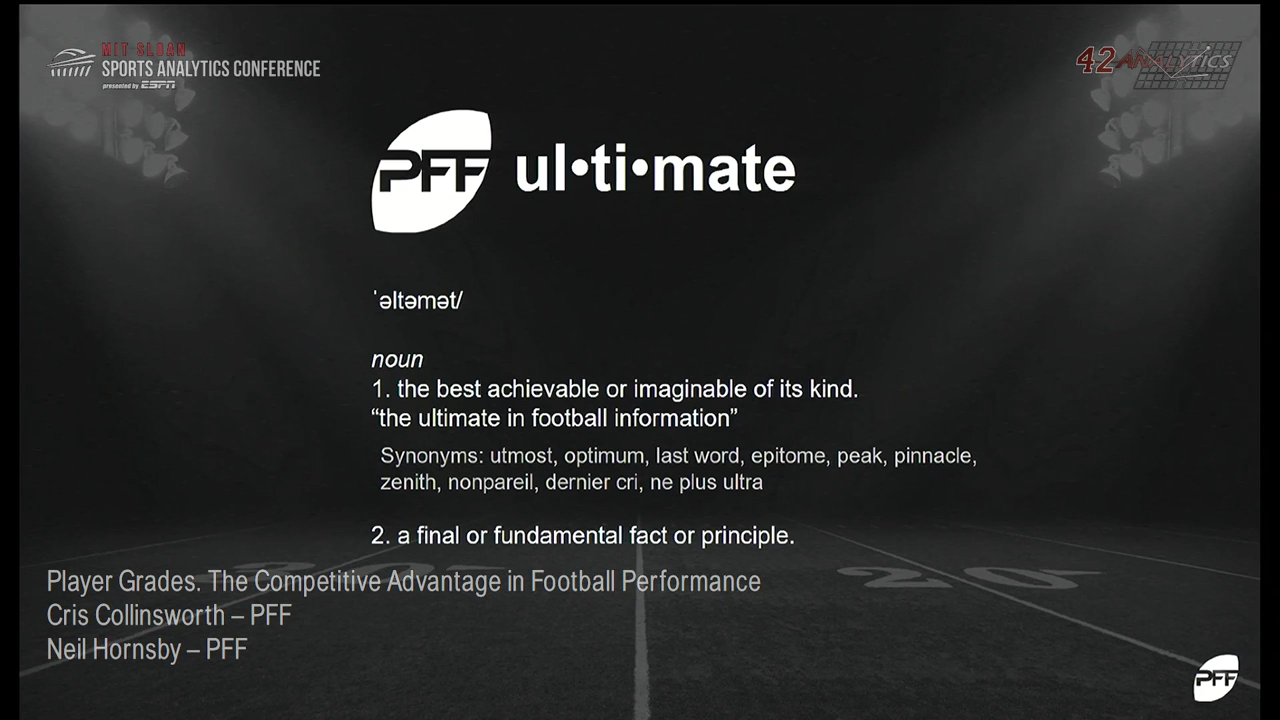 MIT SLOAN
SPORTS ANALYTICS CONFERENCE
presented by ESPN
42 ANALYTICS
PFF ul•ti•mate
ˈəltəmət/
noun
1. the best achievable or imaginable of its kind.
“the ultimate in football information”
Synonyms: utmost, optimum, last word, epitome, peak, pinnacle,
zenith, nonpareil, dernier cri, ne plus ultra
2. a final or fundamental fact or principle.
Player Grades. The Competitive Advantage in Football Performance
Cris Collinsworth – PFF
Neil Hornsby – PFF
30
20
PFF